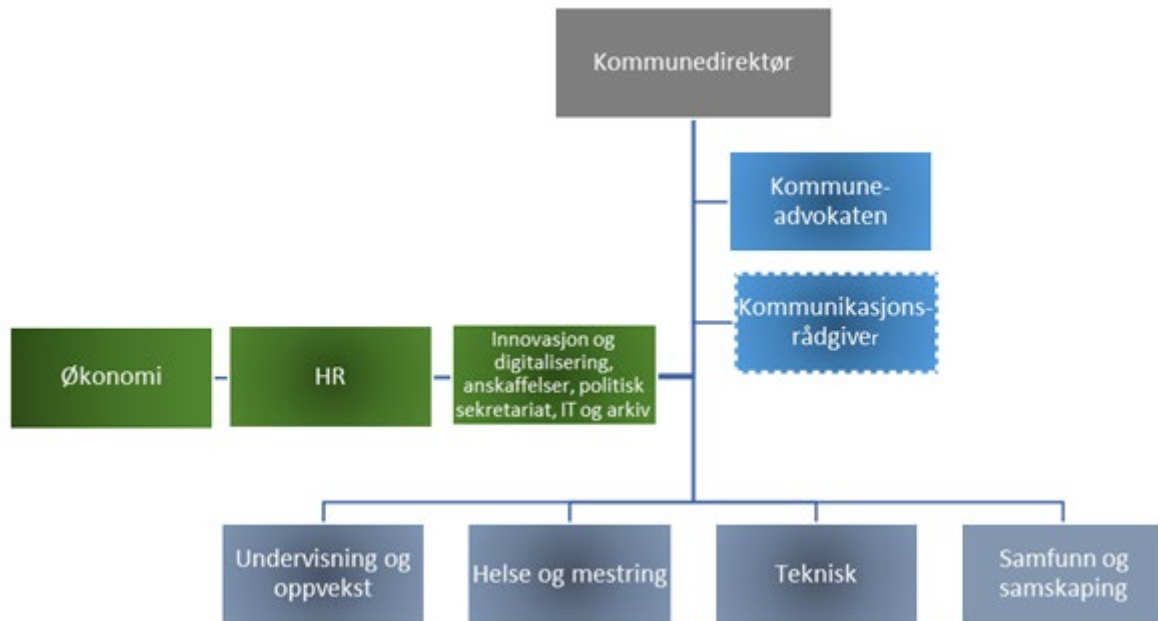 Kommunedirektør
Kommune-
advokaten
Kommunikasjons-
rådgiver
Økonomi
HR
Innovasjon og
digitalisering,
anskaffelser, politisk
sekretariat, IT og arkiv
Undervisning og
oppvekst
Helse og mestring
Teknisk
Samfunn og
samskaping